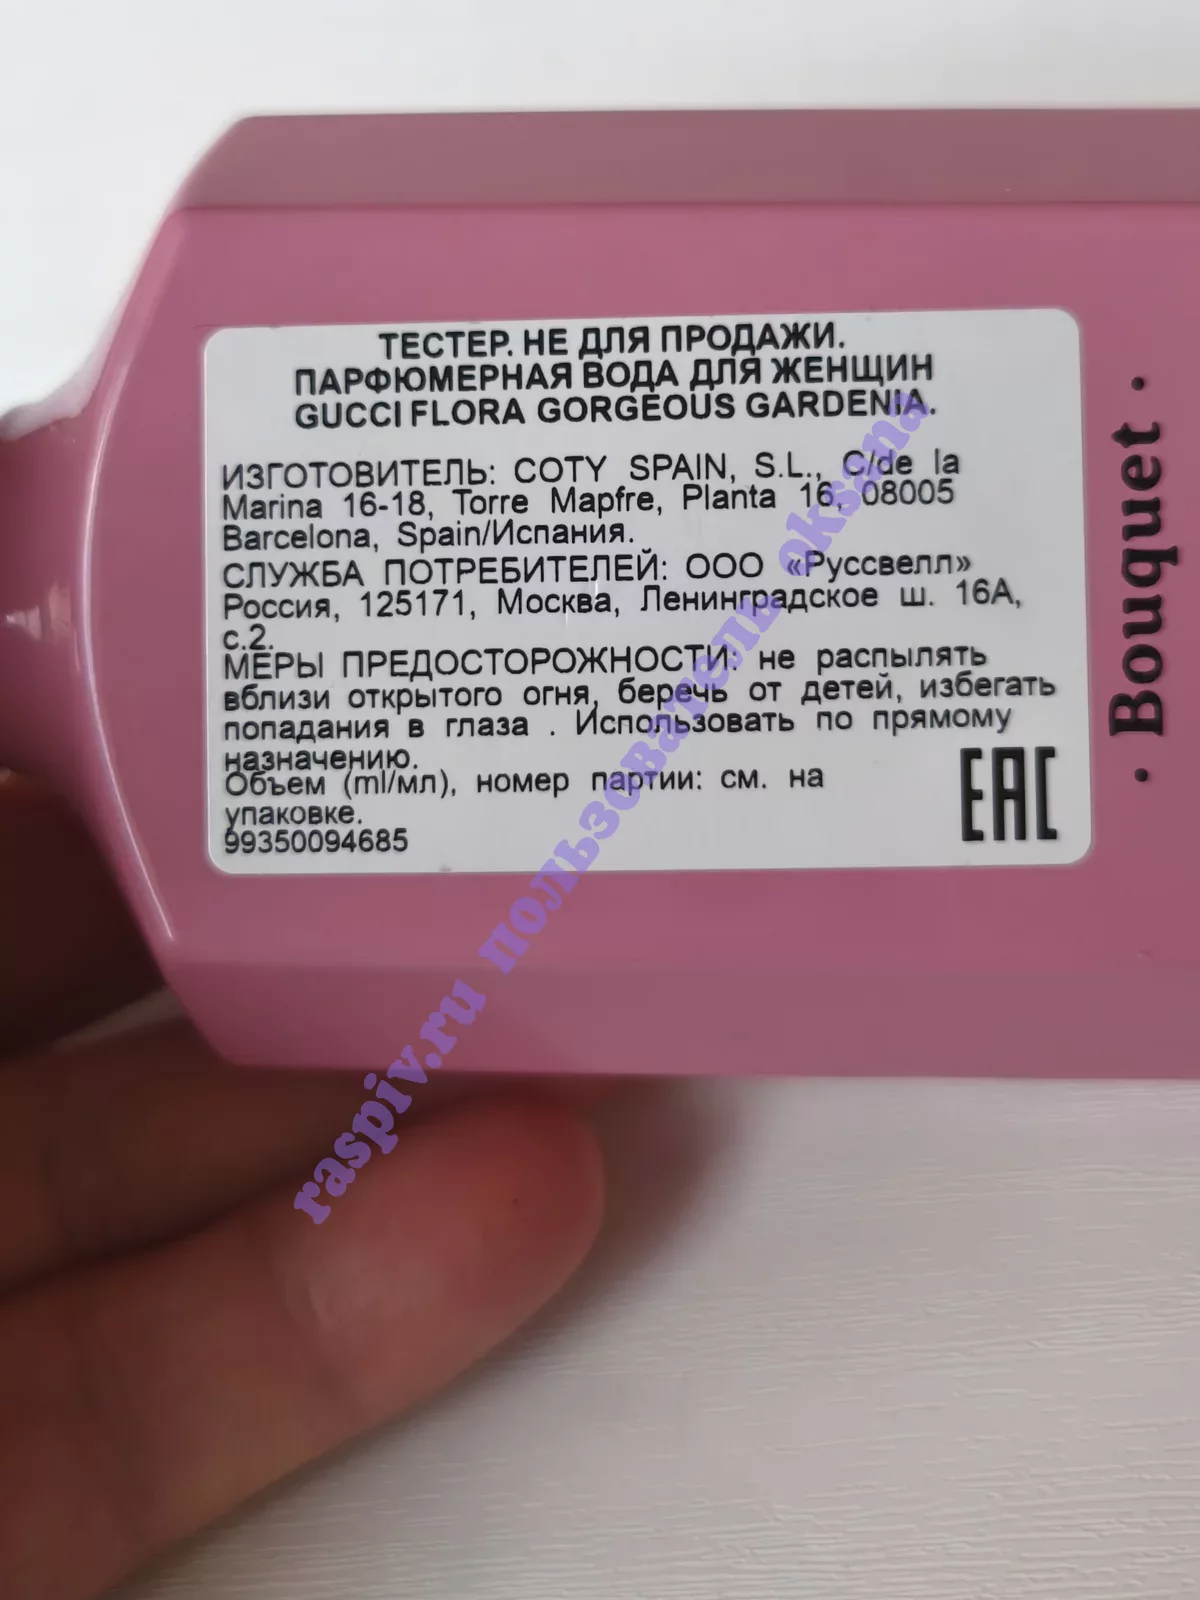 ТЕСТЕР. НЕ ДЛЯ ПРОДАЖИ.
ПАРФЮМЕРНАЯ ВОДА ДЛЯ ЖЕНЩИН
GUCCI FLORA GORGEOUS GARDENIA.
ИЗГОТОВИТЕЛЬ: COTY SPAIN, S.L., C/de la
Marina 16-18, Torre Mapfre, Planta 16, 08005
Barcelona, Spain/Испания.
СЛУЖБА ПОТРЕБИТЕЛЕЙ: ООО «Руссвелл»
Россия, 125171, Москва, Ленинградское ш. 16А,
с.2.
МЕРЫ ПРЕДОСТОРОЖНОСТИ: не распылять
вблизи открытого огня, беречь от детей, избегать
попадания в глаза . Использовать по прямому
назначению.
Объем (ml/мл), номер партии: см. на
упаковке.
99350094685
EAC
· Bouquet ·
raspiv.ru пользователь oksana